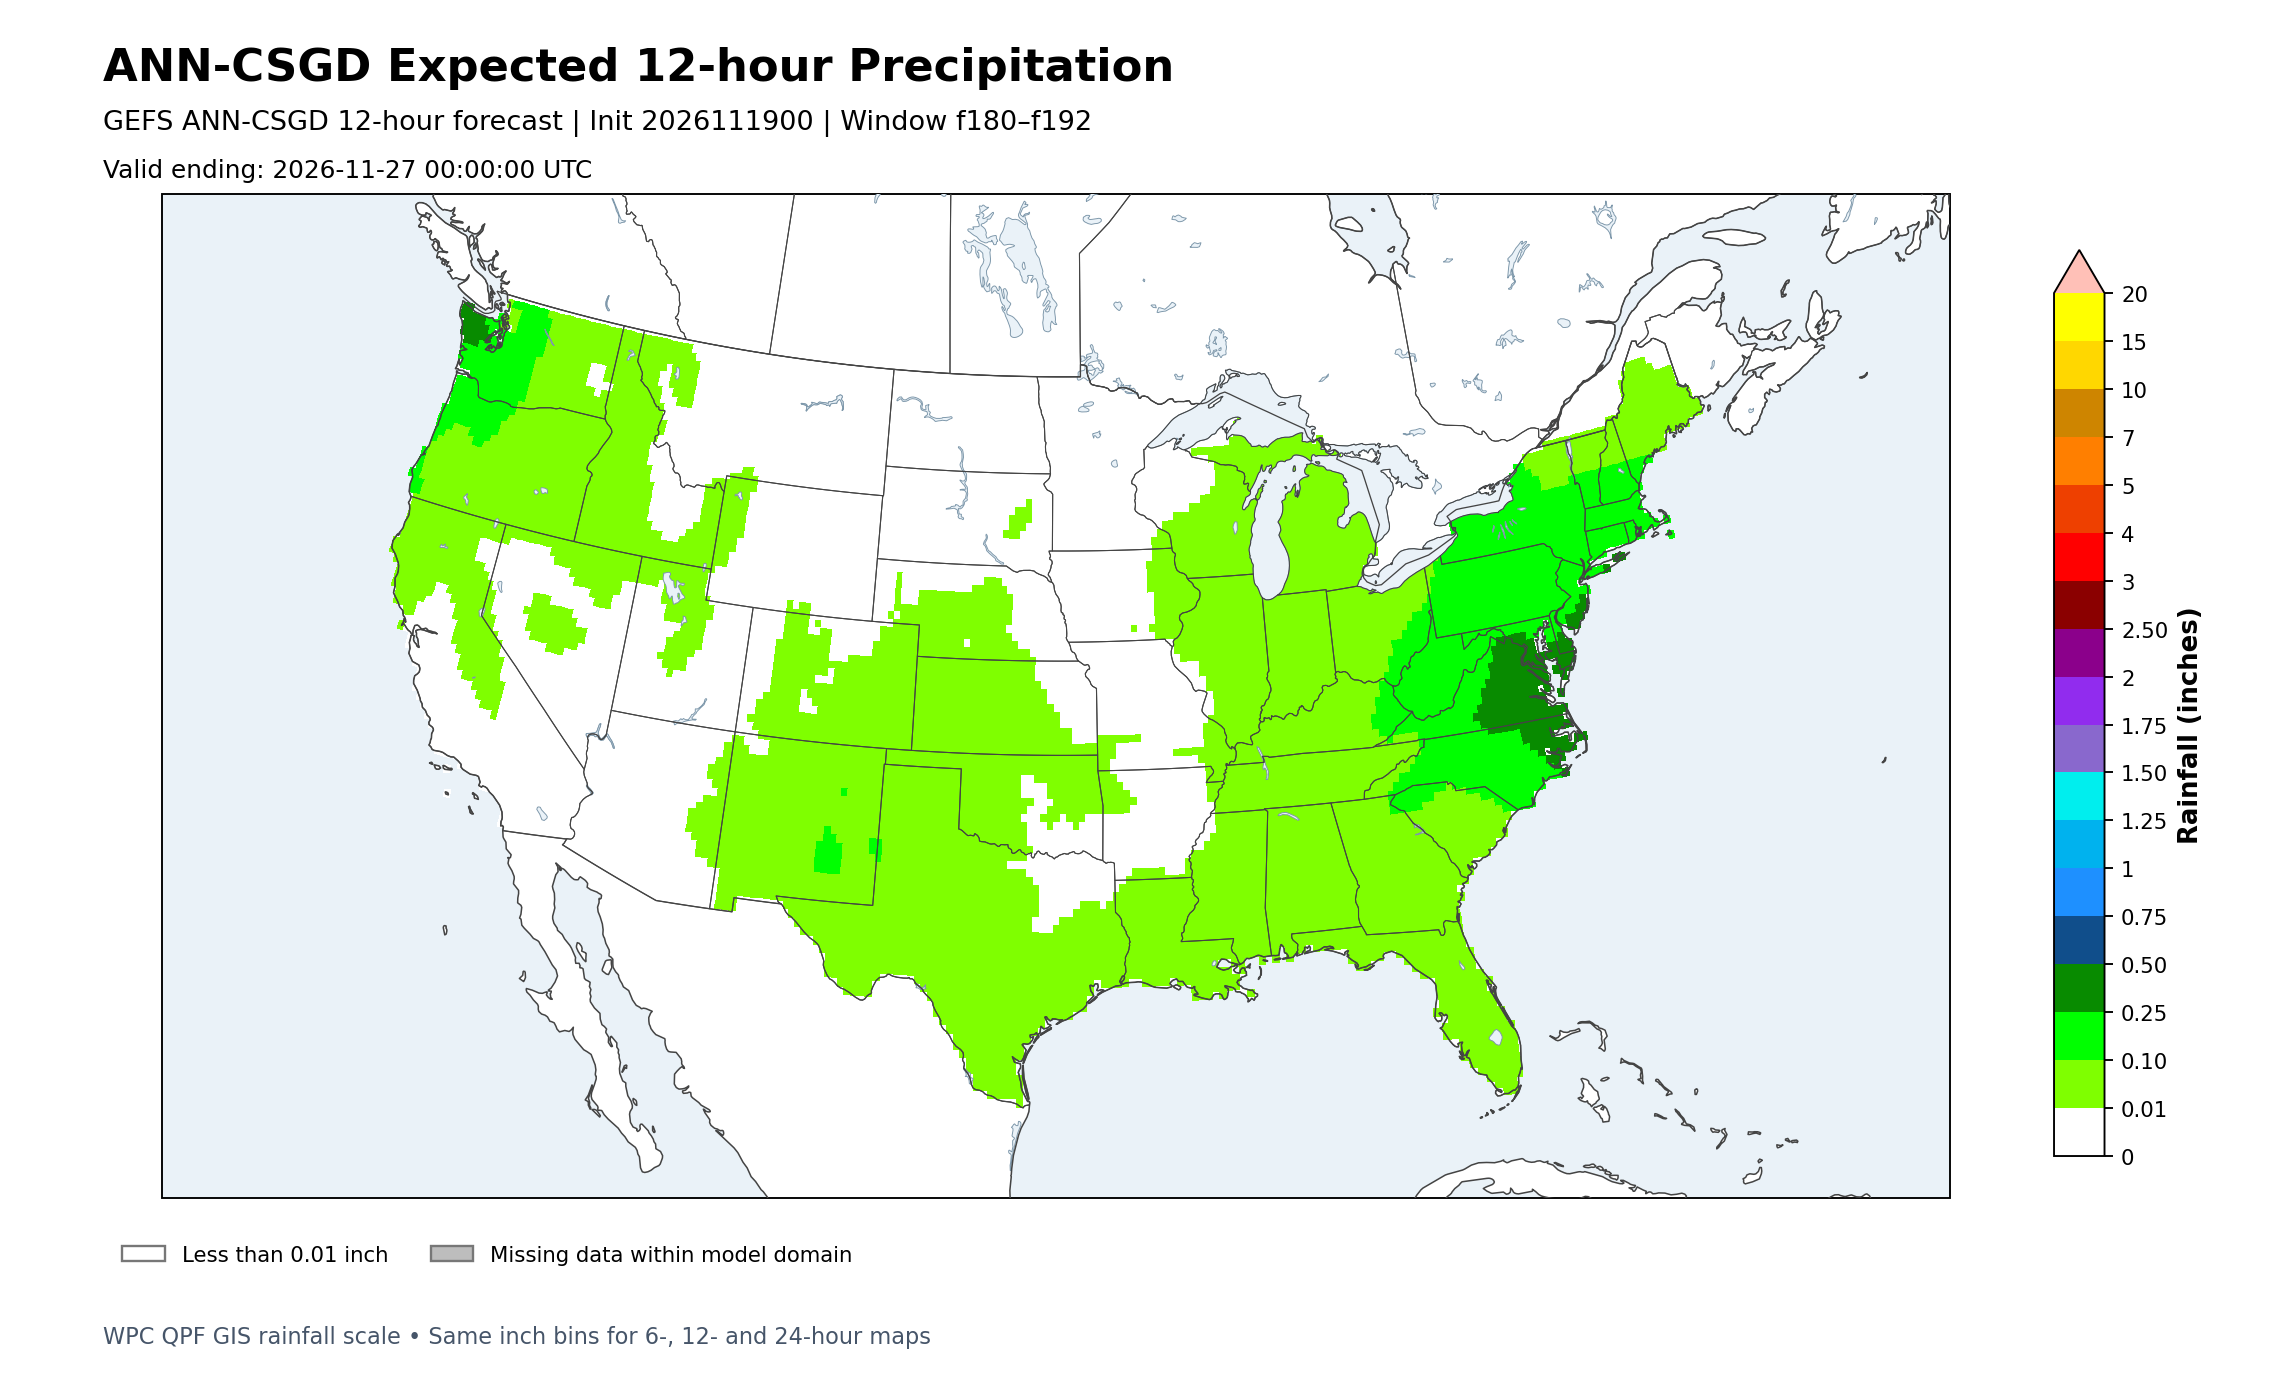 ANN-CSGD Expected 12-hour Precipitation
GEFS ANN-CSGD 12-hour forecast | Init 2026111900 | Window f180–f192
Valid ending: 2026-11-27 00:00:00 UTC
20
15
10
7
5
4
3
2.50
2
1.75
1.50
1.25
1
0.75
0.50
0.25
0.10
0.01
0
Rainfall (inches)
Less than 0.01 inch
Missing data within model domain
WPC QPF GIS rainfall scale • Same inch bins for 6-, 12- and 24-hour maps